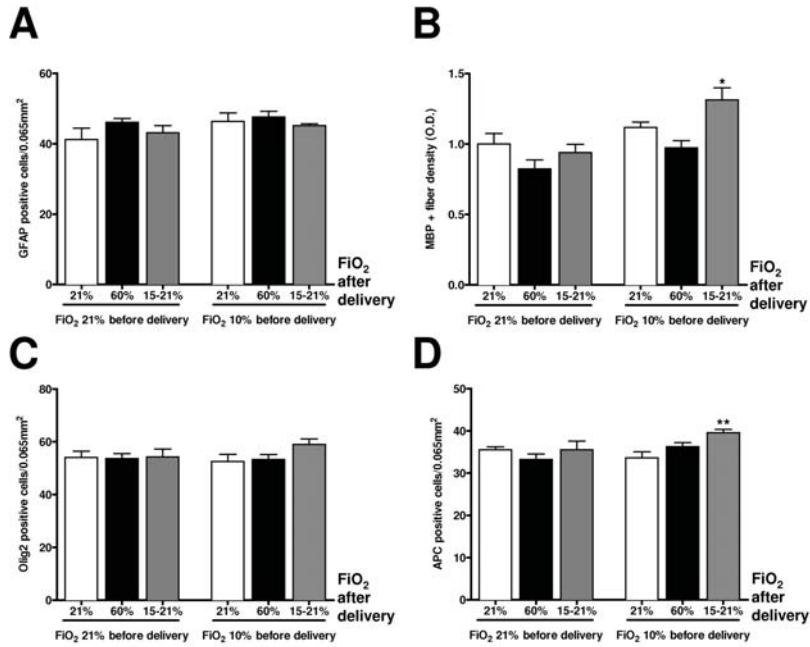 A
GFAP positive cells/0.065mm²
60
40
20
0
21% 60% 15-21%
21% 60% 15-21%
FiO₂ 21% before delivery
FiO₂ 10% before delivery
FiO₂
after
delivery
B
MBP + fiber density (O.D.)
1.5
1.0
0.5
0.0
*
21% 60% 15-21%
21% 60% 15-21%
FiO₂ 21% before delivery
FiO₂ 10% before delivery
FiO₂
after
delivery
C
Olig2 positive cells/0.065mm²
80
60
40
20
0
21% 60% 15-21%
21% 60% 15-21%
FiO₂ 21% before delivery
FiO₂ 10% before delivery
FiO₂
after
delivery
D
APC positive cells/0.065mm²
50
40
30
20
10
0
**
21% 60% 15-21%
21% 60% 15-21%
FiO₂ 21% before delivery
FiO₂ 10% before delivery
FiO₂
after
delivery